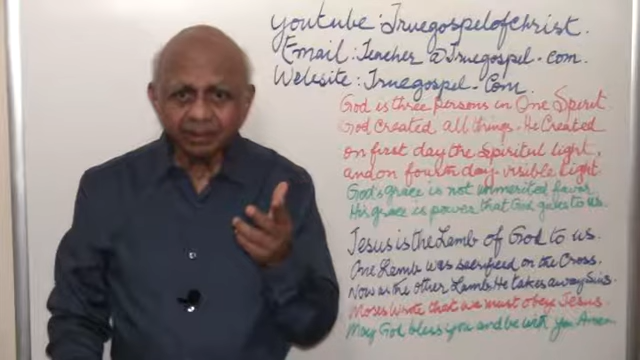 youtube: Truegospelofchrist.
Email: Teacher@Truegospel.com.
Website: Truegospel.Com.
God is three persons in One Spirit.
God created all things. He created
on first day the spiritual light,
and on fourth day visible light.
God's grace is not unmerited favor
His grace is power that God gives to us.
Jesus is the Lamb of God to us.
One Lamb was sacrificed on the Cross.
Now as the other Lamb He takes away Sins.
Moses wrote that we must obey Jesus.
May God bless you and be with you Amen